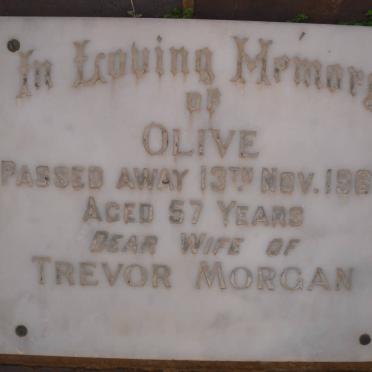 In Loving Memory
of
OLIVE
PASSED AWAY 13TH NOV. 196
AGED 57 YEARS
DEAR WIFE OF
TREVOR MORGAN